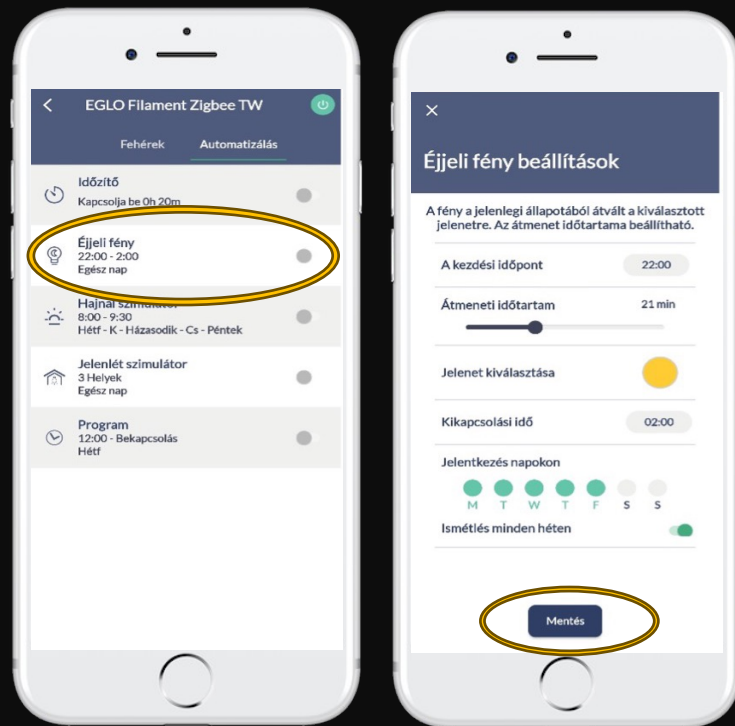 EGLO Filament Zigbee TW
Fehérek Automatizálás
Időzítő
Kapcsolja be 0h 20m
Éjjeli fény
22:00 - 2:00
Egész nap
Hajnal szimulátor
8:00 - 9:30
Hétf - K - Házasodik - Cs - Péntek
Jelenlét szimulátor
3 Helyek
Egész nap
Program
12:00 - Bekapcsolás
Hétf
Éjjeli fény beállítások
A fény a jelenlegi állapotából átvált a kiválasztott
jelenetre. Az átmenet időtartama beállítható.
A kezdési időpont 22:00
Átmeneti időtartam 21 min
Jelenet kiválasztása
Kikapcsolási idő 02:00
Jelentkezés napokon
M T W T F S S
Ismétlés minden héten
Mentés